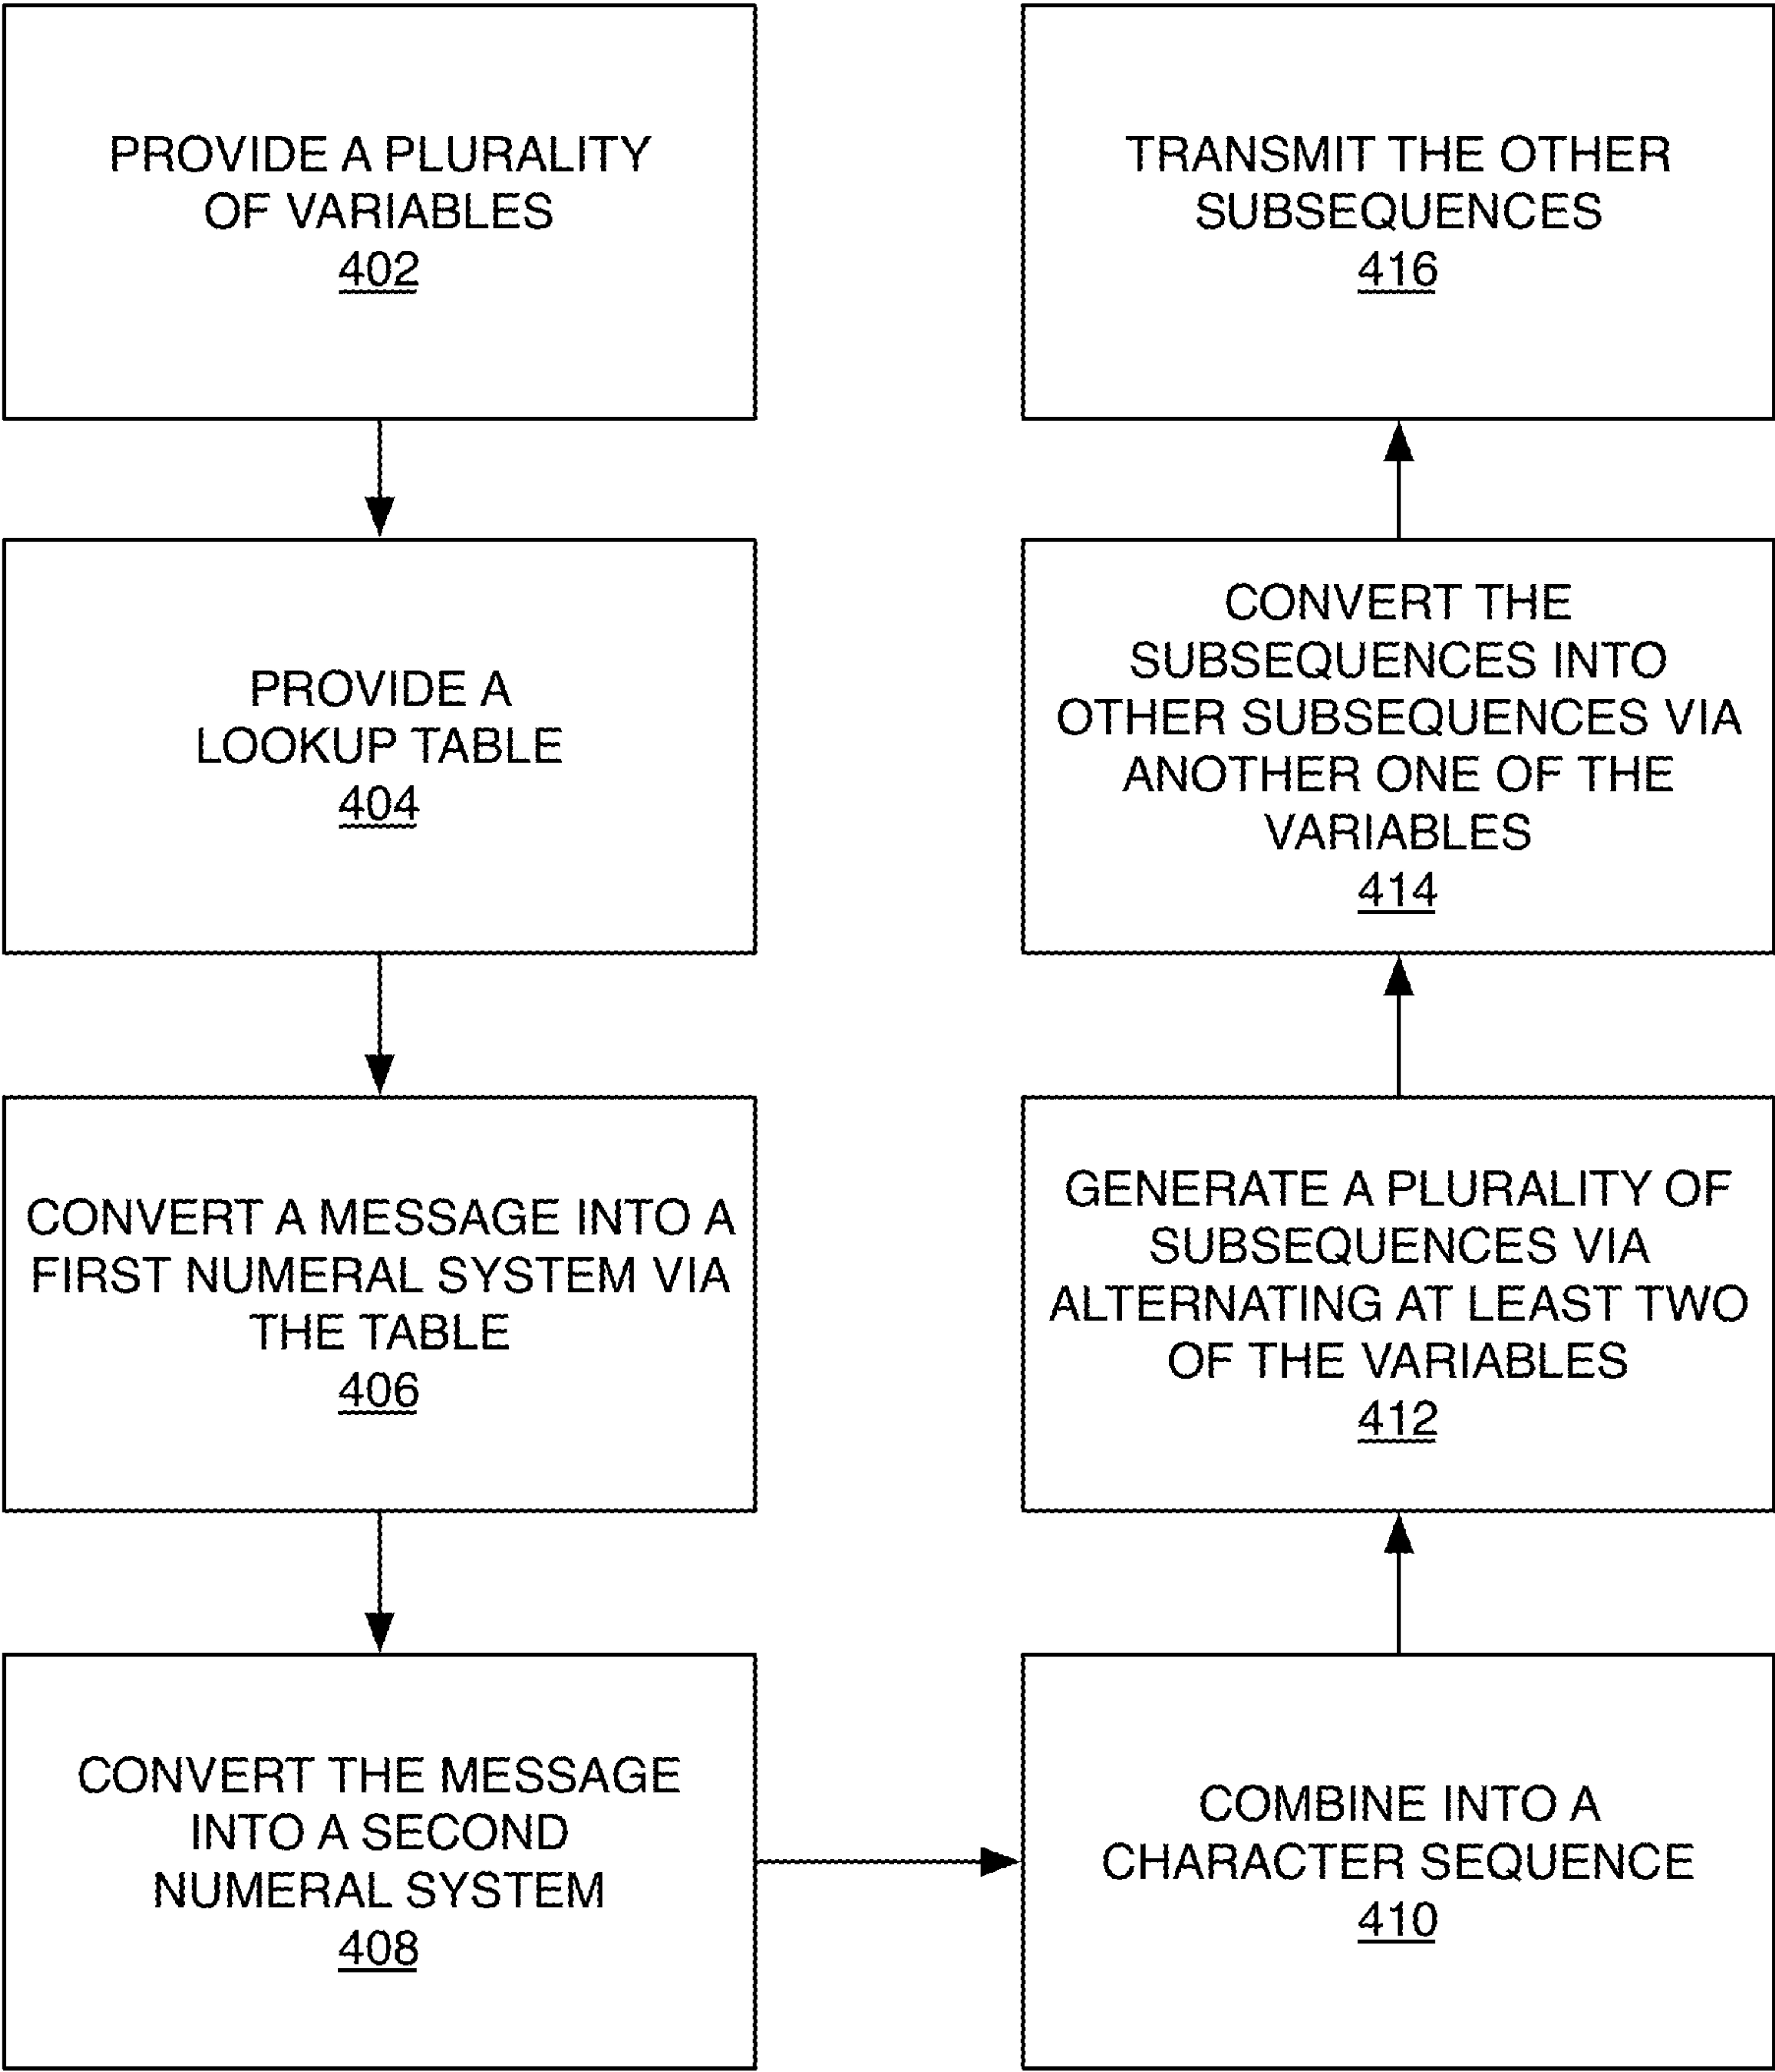 PROVIDE A PLURALITY
OF VARIABLES
402
PROVIDE A
LOOKUP TABLE
404
CONVERT A MESSAGE INTO A
FIRST NUMERAL SYSTEM VIA
THE TABLE
406
CONVERT THE MESSAGE
INTO A SECOND
NUMERAL SYSTEM
408
COMBINE INTO A
CHARACTER SEQUENCE
410
GENERATE A PLURALITY OF
SUBSEQUENCES VIA
ALTERNATING AT LEAST TWO
OF THE VARIABLES
412
CONVERT THE
SUBSEQUENCES INTO
OTHER SUBSEQUENCES VIA
ANOTHER ONE OF THE
VARIABLES
414
TRANSMIT THE OTHER
SUBSEQUENCES
416